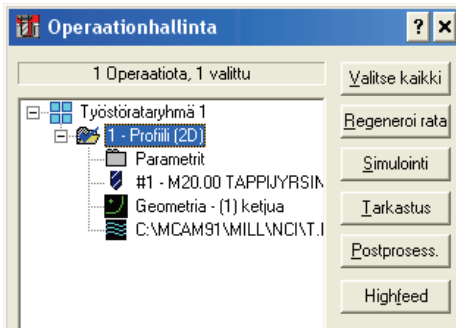 Operaationhallinta
1 Operaatiota, 1 valittu
Valitse kaikki
Työstörataryhmä 1
Regeneroi rata
1 - Profiili (2D)
Parametrit
Simulointi
#1 - M20.00 TAPPIJYRSIN
Geometria - (1) ketjua
Tarkastus
C:\MCAM91\MILL\NCI\T.
Postprosess.
Highfeed